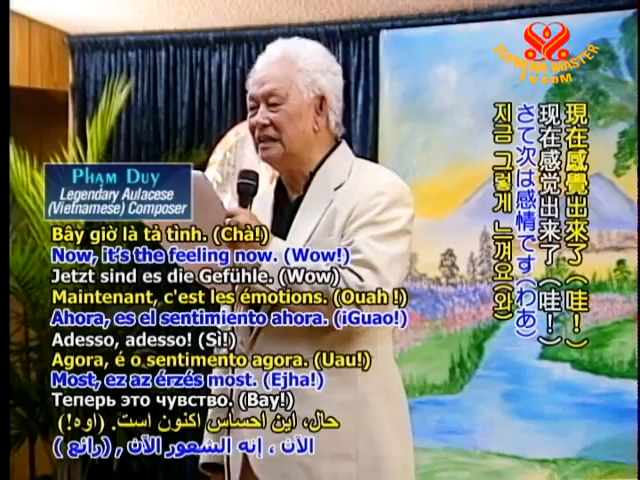 SUPREME MASTER
TV.COM
PHẠM DUY
Legendary Aulacese
(Vietnamese) Composer
Bây giờ là tả tình. (Chà!)
Now, it's the feeling now. (Wow!)
Jetzt sind es die Gefühle. (Wow)
Maintenant, c'est les émotions. (Ouah !)
Ahora, es el sentimiento ahora. (¡Guao!)
Adesso, adesso! (Sì!)
Agora, é o sentimento agora. (Uau!)
Most, ez az érzés most. (Ejha!)
Теперь это чувство. (Вау!)
حال، این احساس اکنون است. (اوه!)
الآن ، إنه الشعور الآن , (رائع )
現在感覺出來了（哇！）
现在感觉出来了（哇！）
さて次は感情です(わあ)
지금 그렇게 느껴요(와)